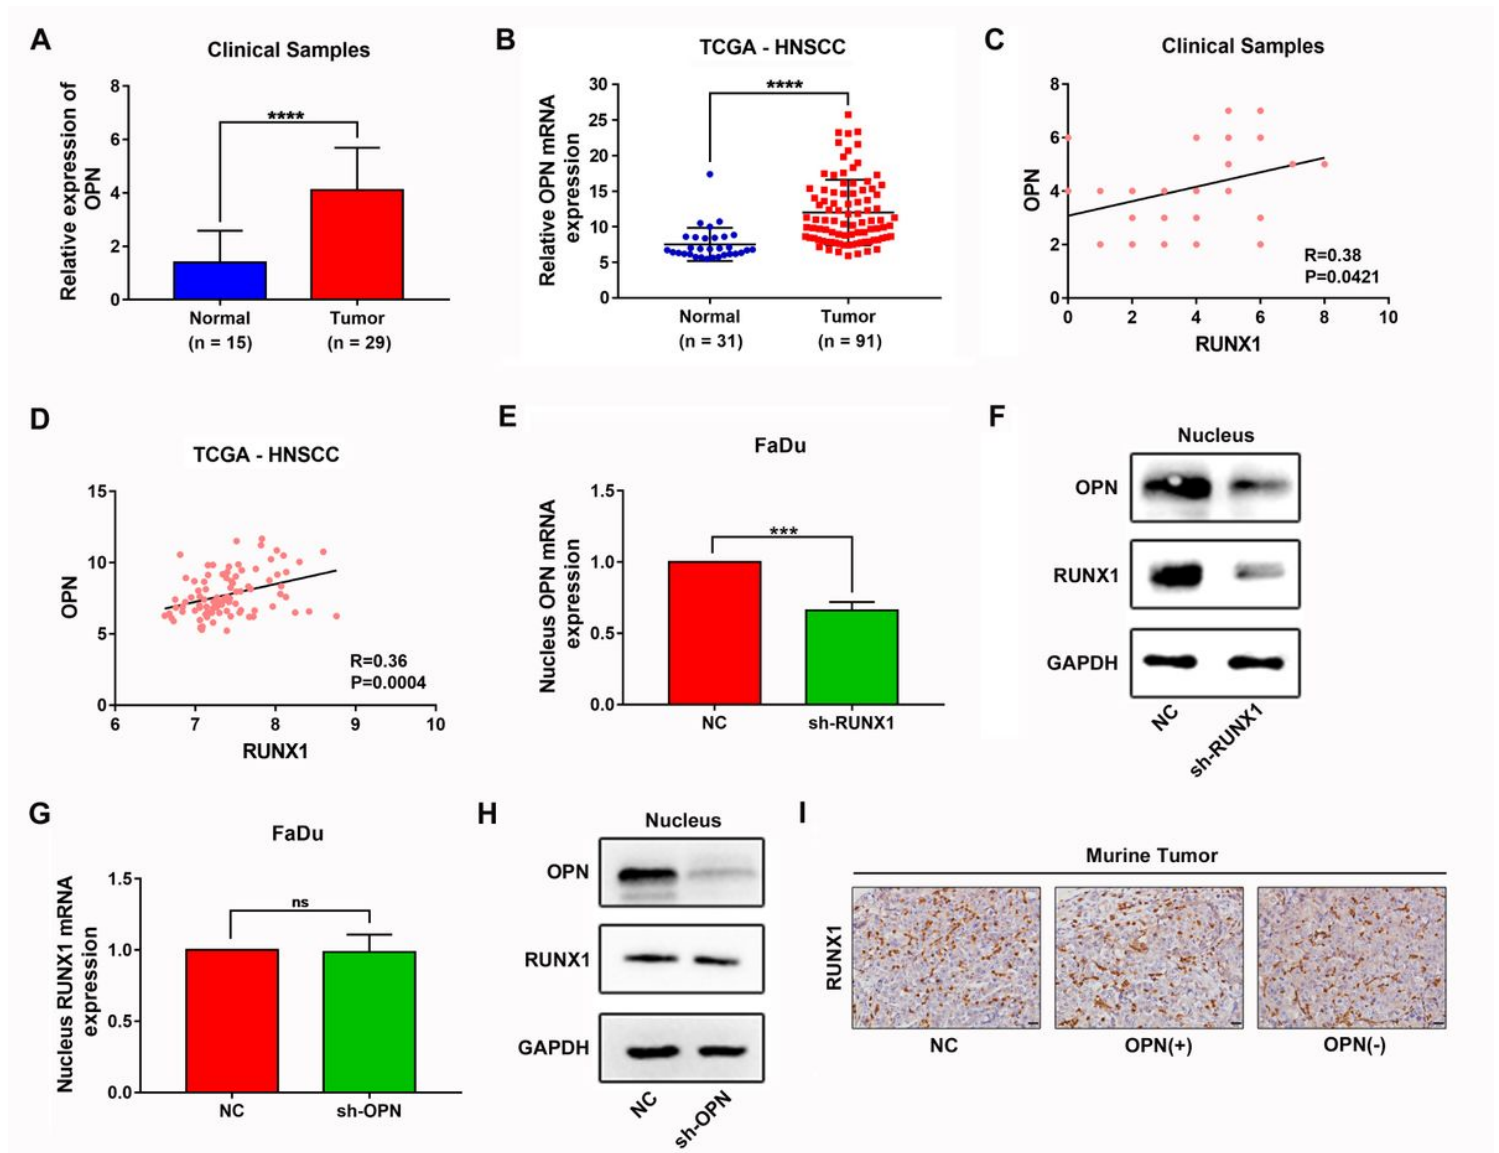 A
Clinical Samples
Relative expression of
OPN
8
6
4
2
0
****
Normal
(n = 15)
Tumor
(n = 29)
B
TCGA - HNSCC
Relative OPN mRNA
expression
30
25
20
15
10
5
0
****
Normal
(n = 31)
Tumor
(n = 91)
C
Clinical Samples
OPN
8
6
4
2
0
R=0.38
P=0.0421
0 2 4 6 8 10
RUNX1
D
TCGA - HNSCC
OPN
15
10
5
0
R=0.36
P=0.0004
6 7 8 9 10
RUNX1
E
FaDu
Nucleus OPN mRNA
expression
1.5
1.0
0.5
0.0
***
NC sh-RUNX1
F
Nucleus
OPN
RUNX1
GAPDH
NC
sh-RUNX1
G
FaDu
Nucleus RUNX1 mRNA
expression
1.5
1.0
0.5
0.0
ns
NC sh-OPN
H
Nucleus
OPN
RUNX1
GAPDH
NC
sh-OPN
I
Murine Tumor
RUNX1
NC OPN(+) OPN(-)